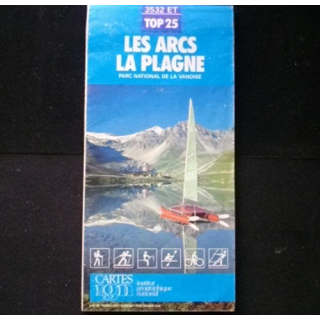 3532 ET
TOP 25
LES ARCS
LA PLAGNE
PARC NATIONAL DE LA VANOISE
CARTES
IGN
institut
géographique
national